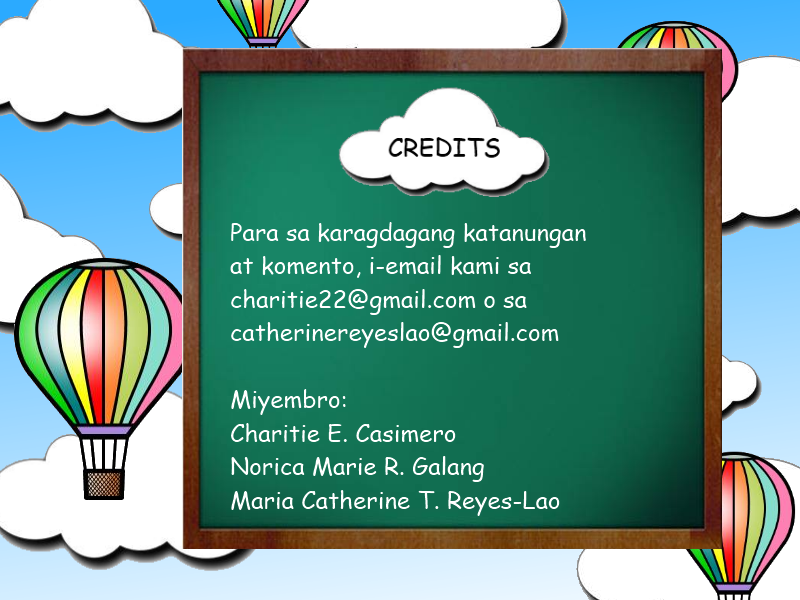 CREDITS
Para sa karagdagang katanungan
at komento, i-email kami sa
charitie22@gmail.com o sa
catherinereyeslao@gmail.com
Miyembro:
Charitie E. Casimero
Norica Marie R. Galang
Maria Catherine T. Reyes-Lao